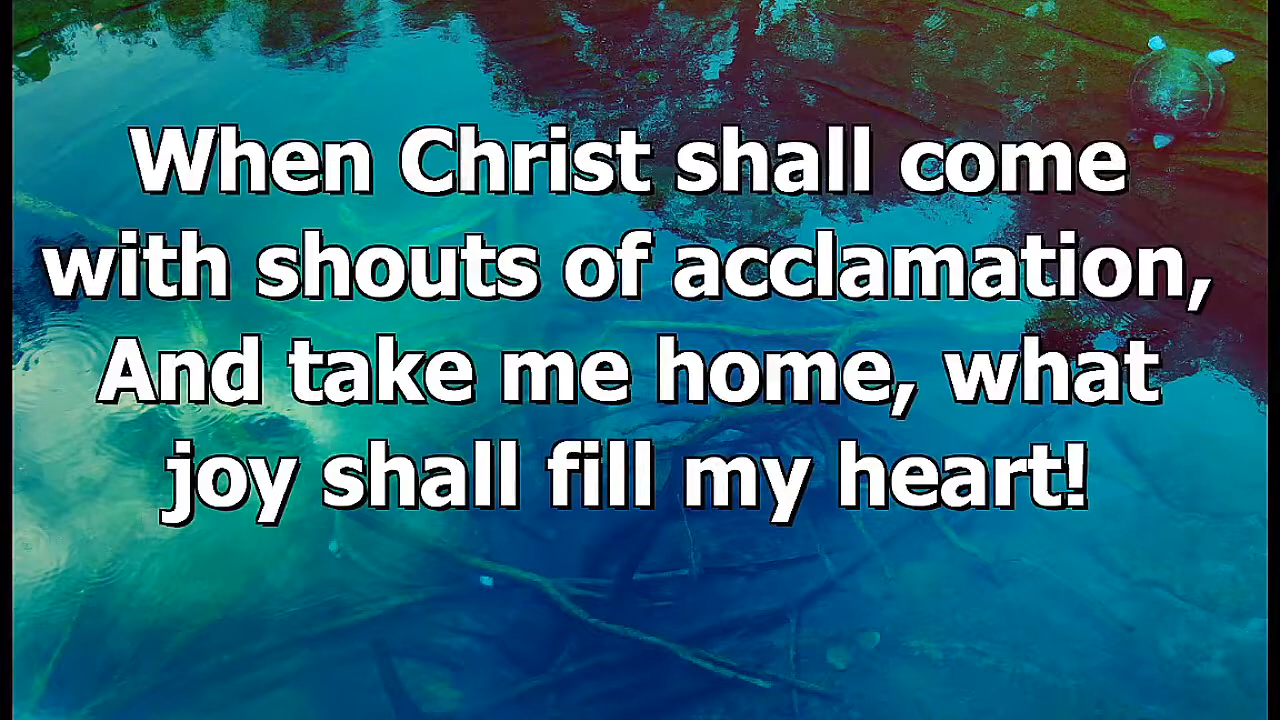 When Christ shall come
with shouts of acclamation,
And take me home, what
joy shall fill my heart!